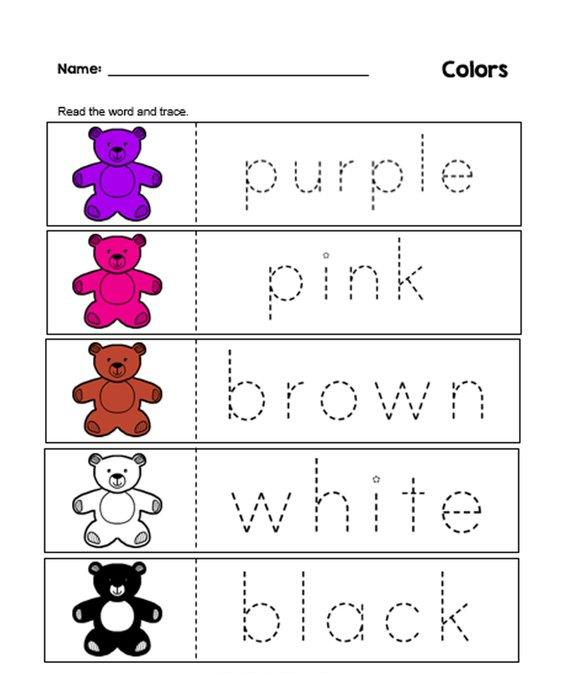 Name:
Colors
Read the word and trace.
purple
pink
brown
white
black